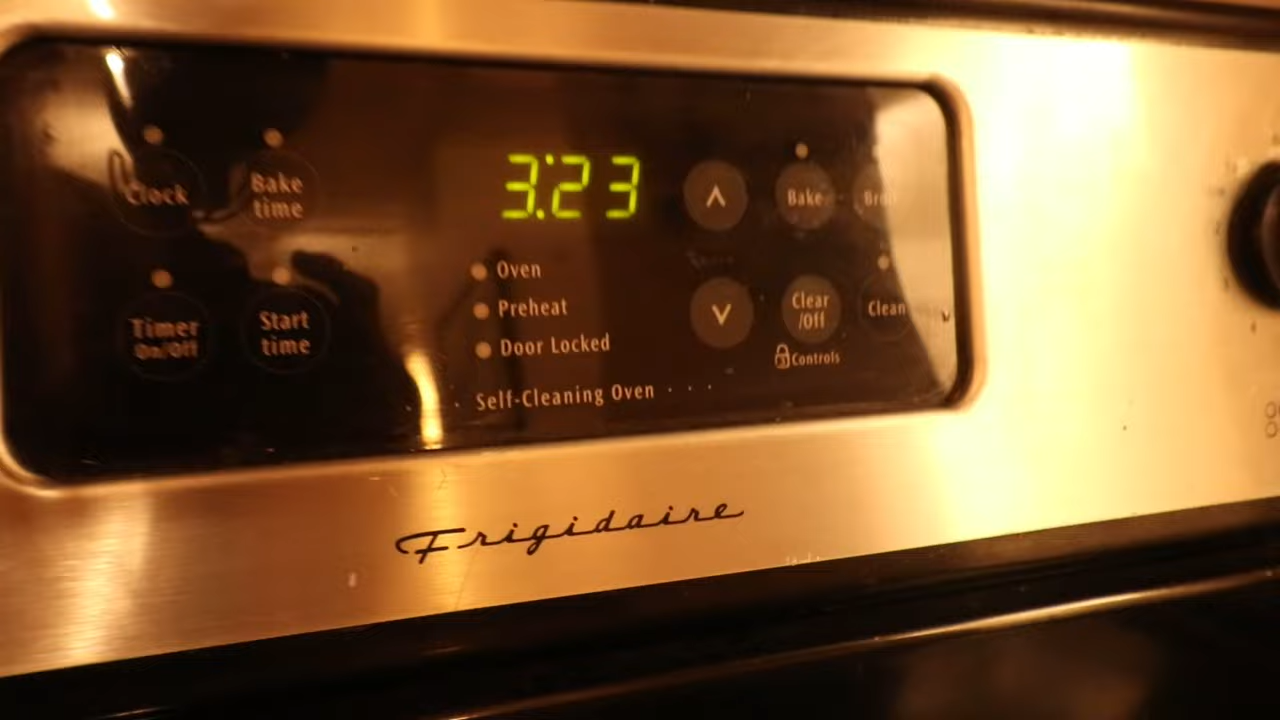 Clock
Bake
time
3:23
Bake
Broil
Oven
Preheat
Door Locked
Timer
On/Off
Start
time
Clear
/Off
Clean
Controls
Self-Cleaning Oven
Frigidaire